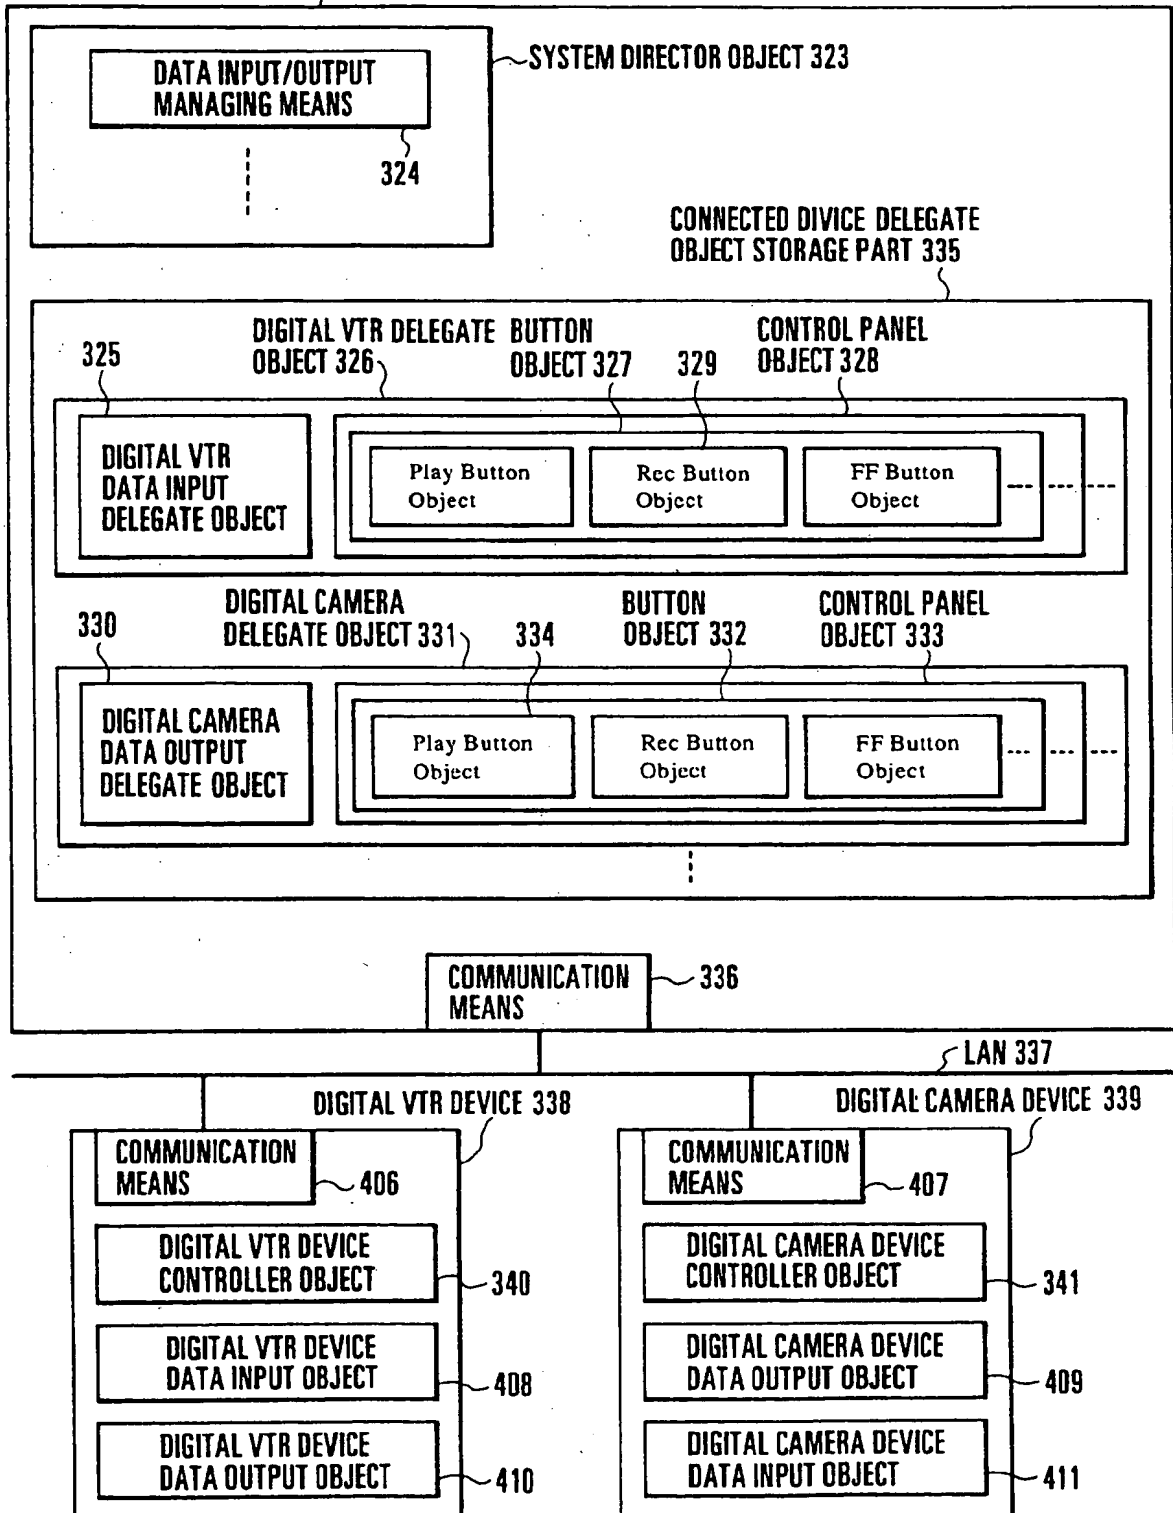 DATA INPUT/OUTPUT
MANAGING MEANS
324
SYSTEM DIRECTOR OBJECT 323
CONNECTED DIVICE DELEGATE
OBJECT STORAGE PART 335
325
DIGITAL VTR DELEGATE
OBJECT 326
BUTTON
OBJECT 327
329
CONTROL PANEL
OBJECT 328
DIGITAL VTR
DATA INPUT
DELEGATE OBJECT
Play Button
Object
Rec Button
Object
FF Button
Object
330
DIGITAL CAMERA
DELEGATE OBJECT 331
334
BUTTON
OBJECT 332
CONTROL PANEL
OBJECT 333
DIGITAL CAMERA
DATA OUTPUT
DELEGATE OBJECT
Play Button
Object
Rec Button
Object
FF Button
Object
COMMUNICATION
MEANS
336
LAN 337
DIGITAL VTR DEVICE 338
COMMUNICATION
MEANS
406
DIGITAL VTR DEVICE
CONTROLLER OBJECT
340
DIGITAL VTR DEVICE
DATA INPUT OBJECT
408
DIGITAL VTR DEVICE
DATA OUTPUT OBJECT
410
DIGITAL CAMERA DEVICE 339
COMMUNICATION
MEANS
407
DIGITAL CAMERA DEVICE
CONTROLLER OBJECT
341
DIGITAL CAMERA DEVICE
DATA OUTPUT OBJECT
409
DIGITAL CAMERA DEVICE
DATA INPUT OBJECT
411